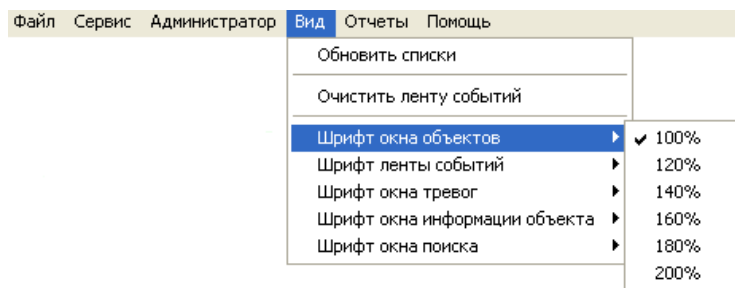 Файл Сервис Администратор Вид Отчеты Помощь
Обновить списки
Очистить ленту событий
Шрифт окна объектов 100%
Шрифт ленты событий 120%
Шрифт окна тревог 140%
Шрифт окна информации объекта 160%
Шрифт окна поиска 180%
200%